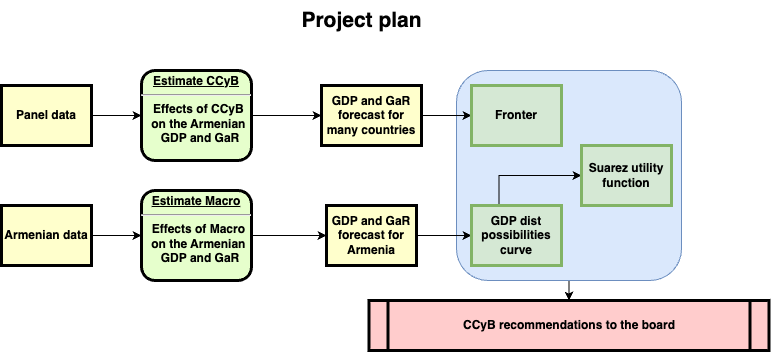 Project plan
Estimate CCyB
Panel data
Effects of CCyB
on the Armenian
GDP and GaR
GDP and GaR
forecast for
many countries
Fronter
Suarez utility
function
Estimate Macro
Armenian data
Effects of Macro
on the Armenian
GDP and GaR
GDP and GaR
forecast for
Armenia
GDP dist
possibilities
curve
CCyB recommendations to the board